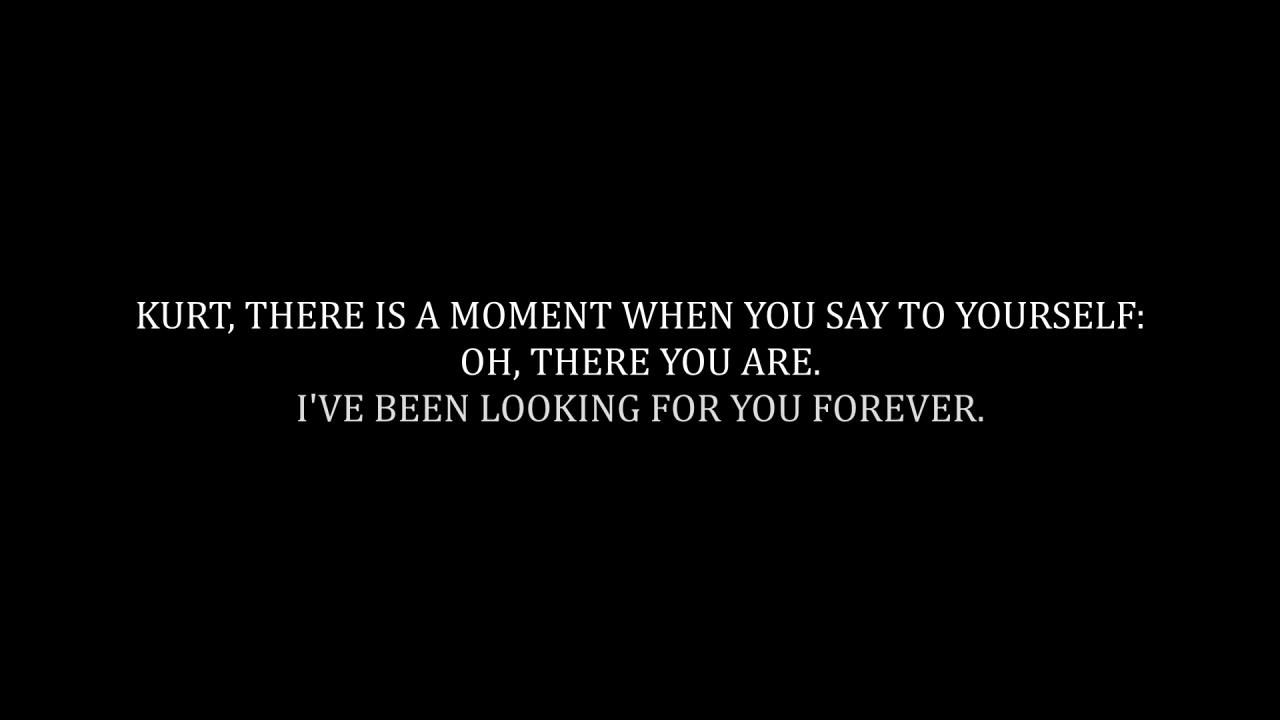 KURT, THERE IS A MOMENT WHEN YOU SAY TO YOURSELF:
OH, THERE YOU ARE.
I'VE BEEN LOOKING FOR YOU FOREVER.